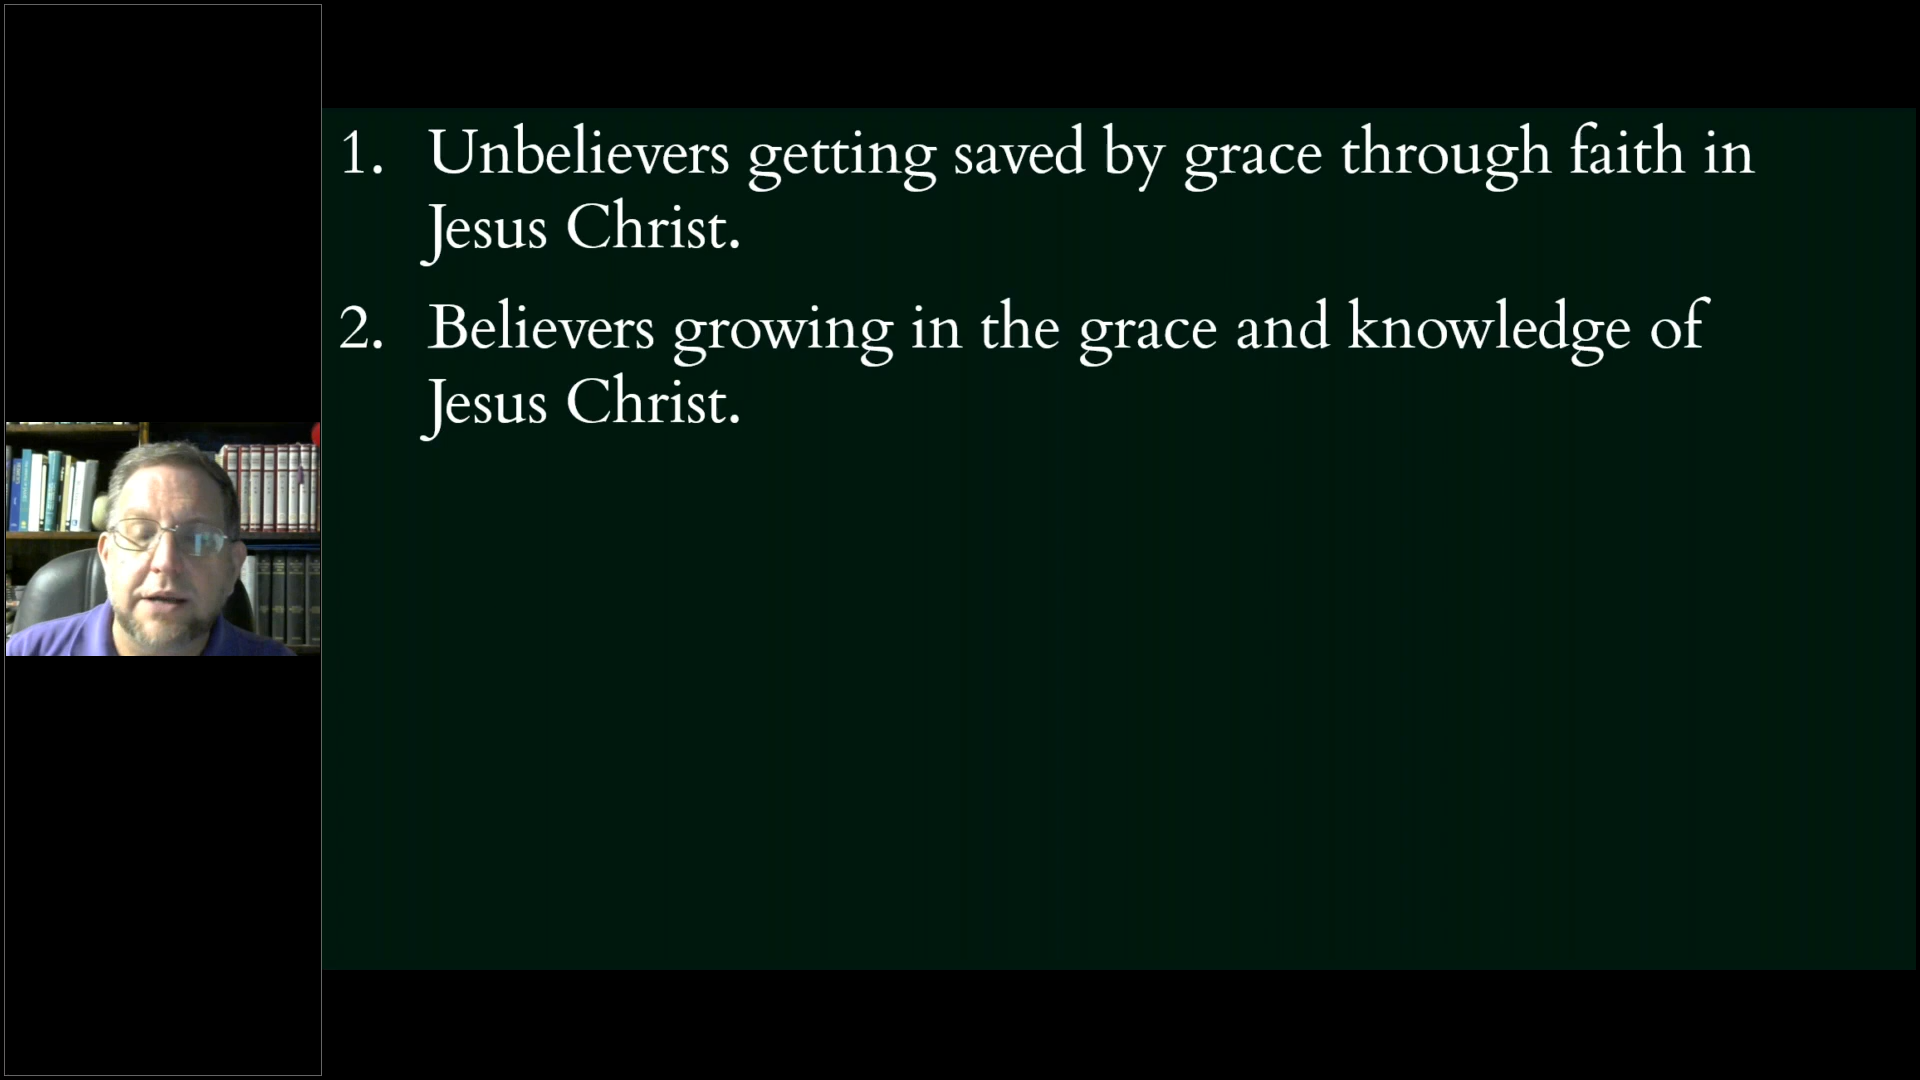 1. Unbelievers getting saved by grace through faith in
Jesus Christ.
2. Believers growing in the grace and knowledge of
Jesus Christ.